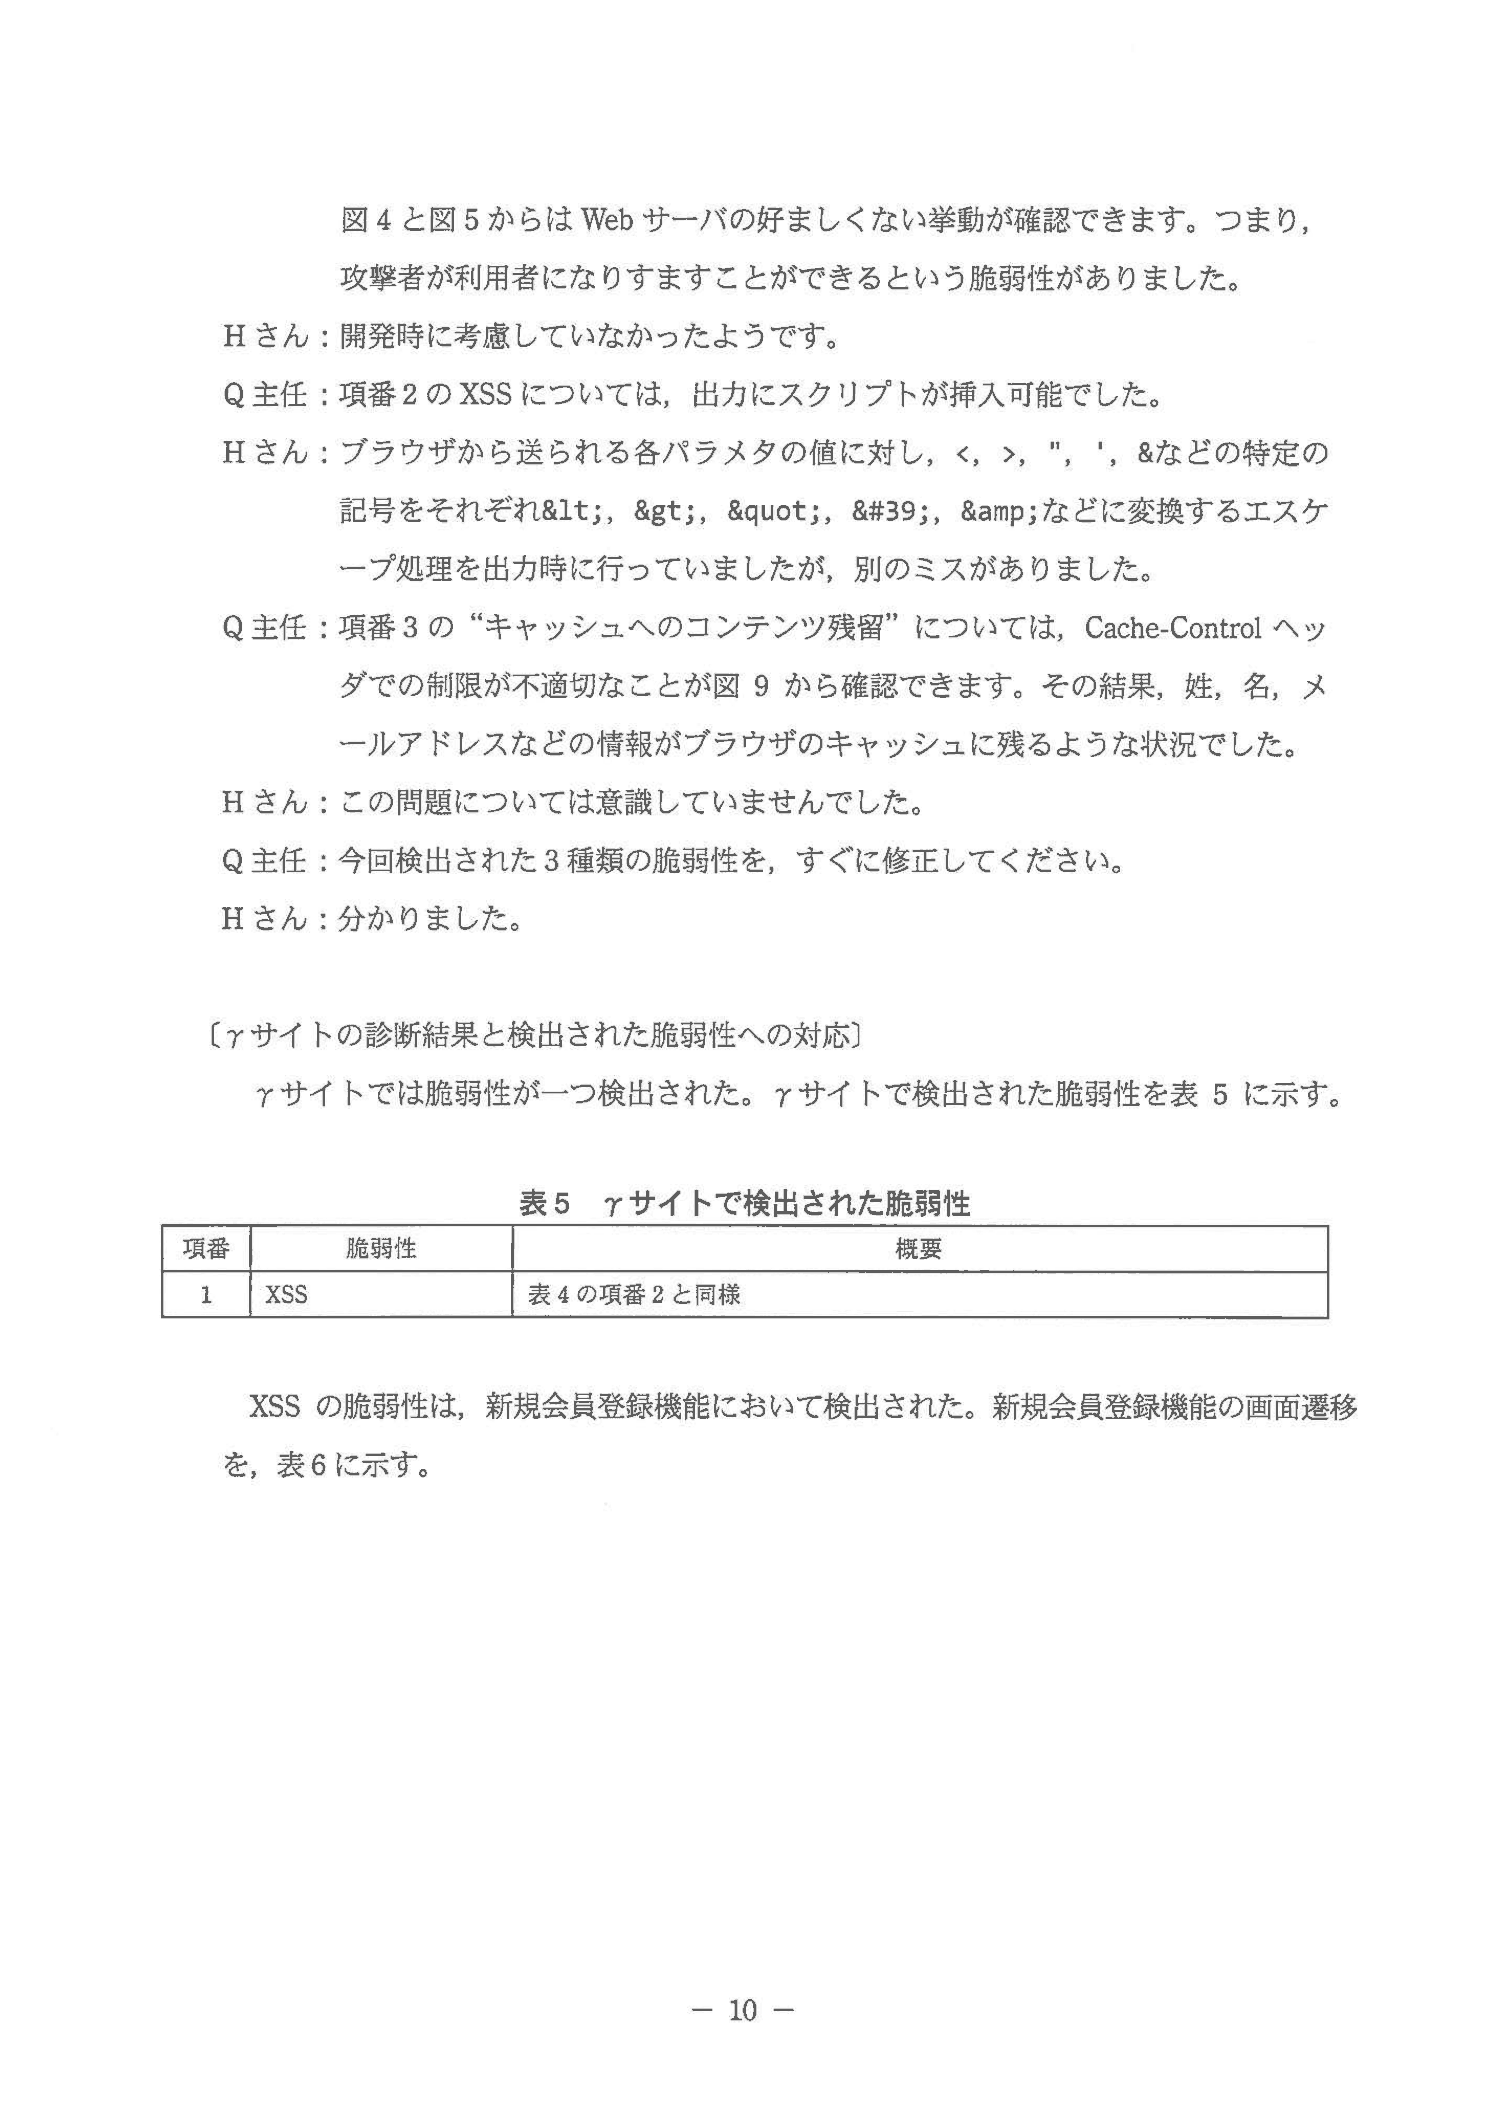 図4と図5からはWebサーバの好ましくない挙動が確認できます。つまり，
攻撃者が利用者になりすますことができるという脆弱性がありました。
Hさん：開発時に考慮していなかったようです。
Q主任：項番2のXSSについては，出力にスクリプトが挿入可能でした。
Hさん：ブラウザから送られる各パラメタの値に対し，<，>，"，'，&などの特定の
記号をそれぞれ&lt;，&gt;，&quot;，&#39;，&amp;などに変換するエスケ
ープ処理を出力時に行っていましたが，別のミスがありました。
Q主任：項番3の“キャッシュへのコンテンツ残留”については，Cache-Controlヘッ
ダでの制限が不適切なことが図 9 から確認できます。その結果，姓，名，メ
ールアドレスなどの情報がブラウザのキャッシュに残るような状況でした。
Hさん：この問題については意識していませんでした。
Q主任：今回検出された3種類の脆弱性を，すぐに修正してください。
Hさん：分かりました。
〔γサイトの診断結果と検出された脆弱性への対応〕
γサイトでは脆弱性が一つ検出された。γサイトで検出された脆弱性を表 5 に示す。
表5　γサイトで検出された脆弱性
項番 脆弱性 概要
1 XSS 表4の項番2と同様
XSS の脆弱性は，新規会員登録機能において検出された。新規会員登録機能の画面遷移
を，表6に示す。
－ 10 －